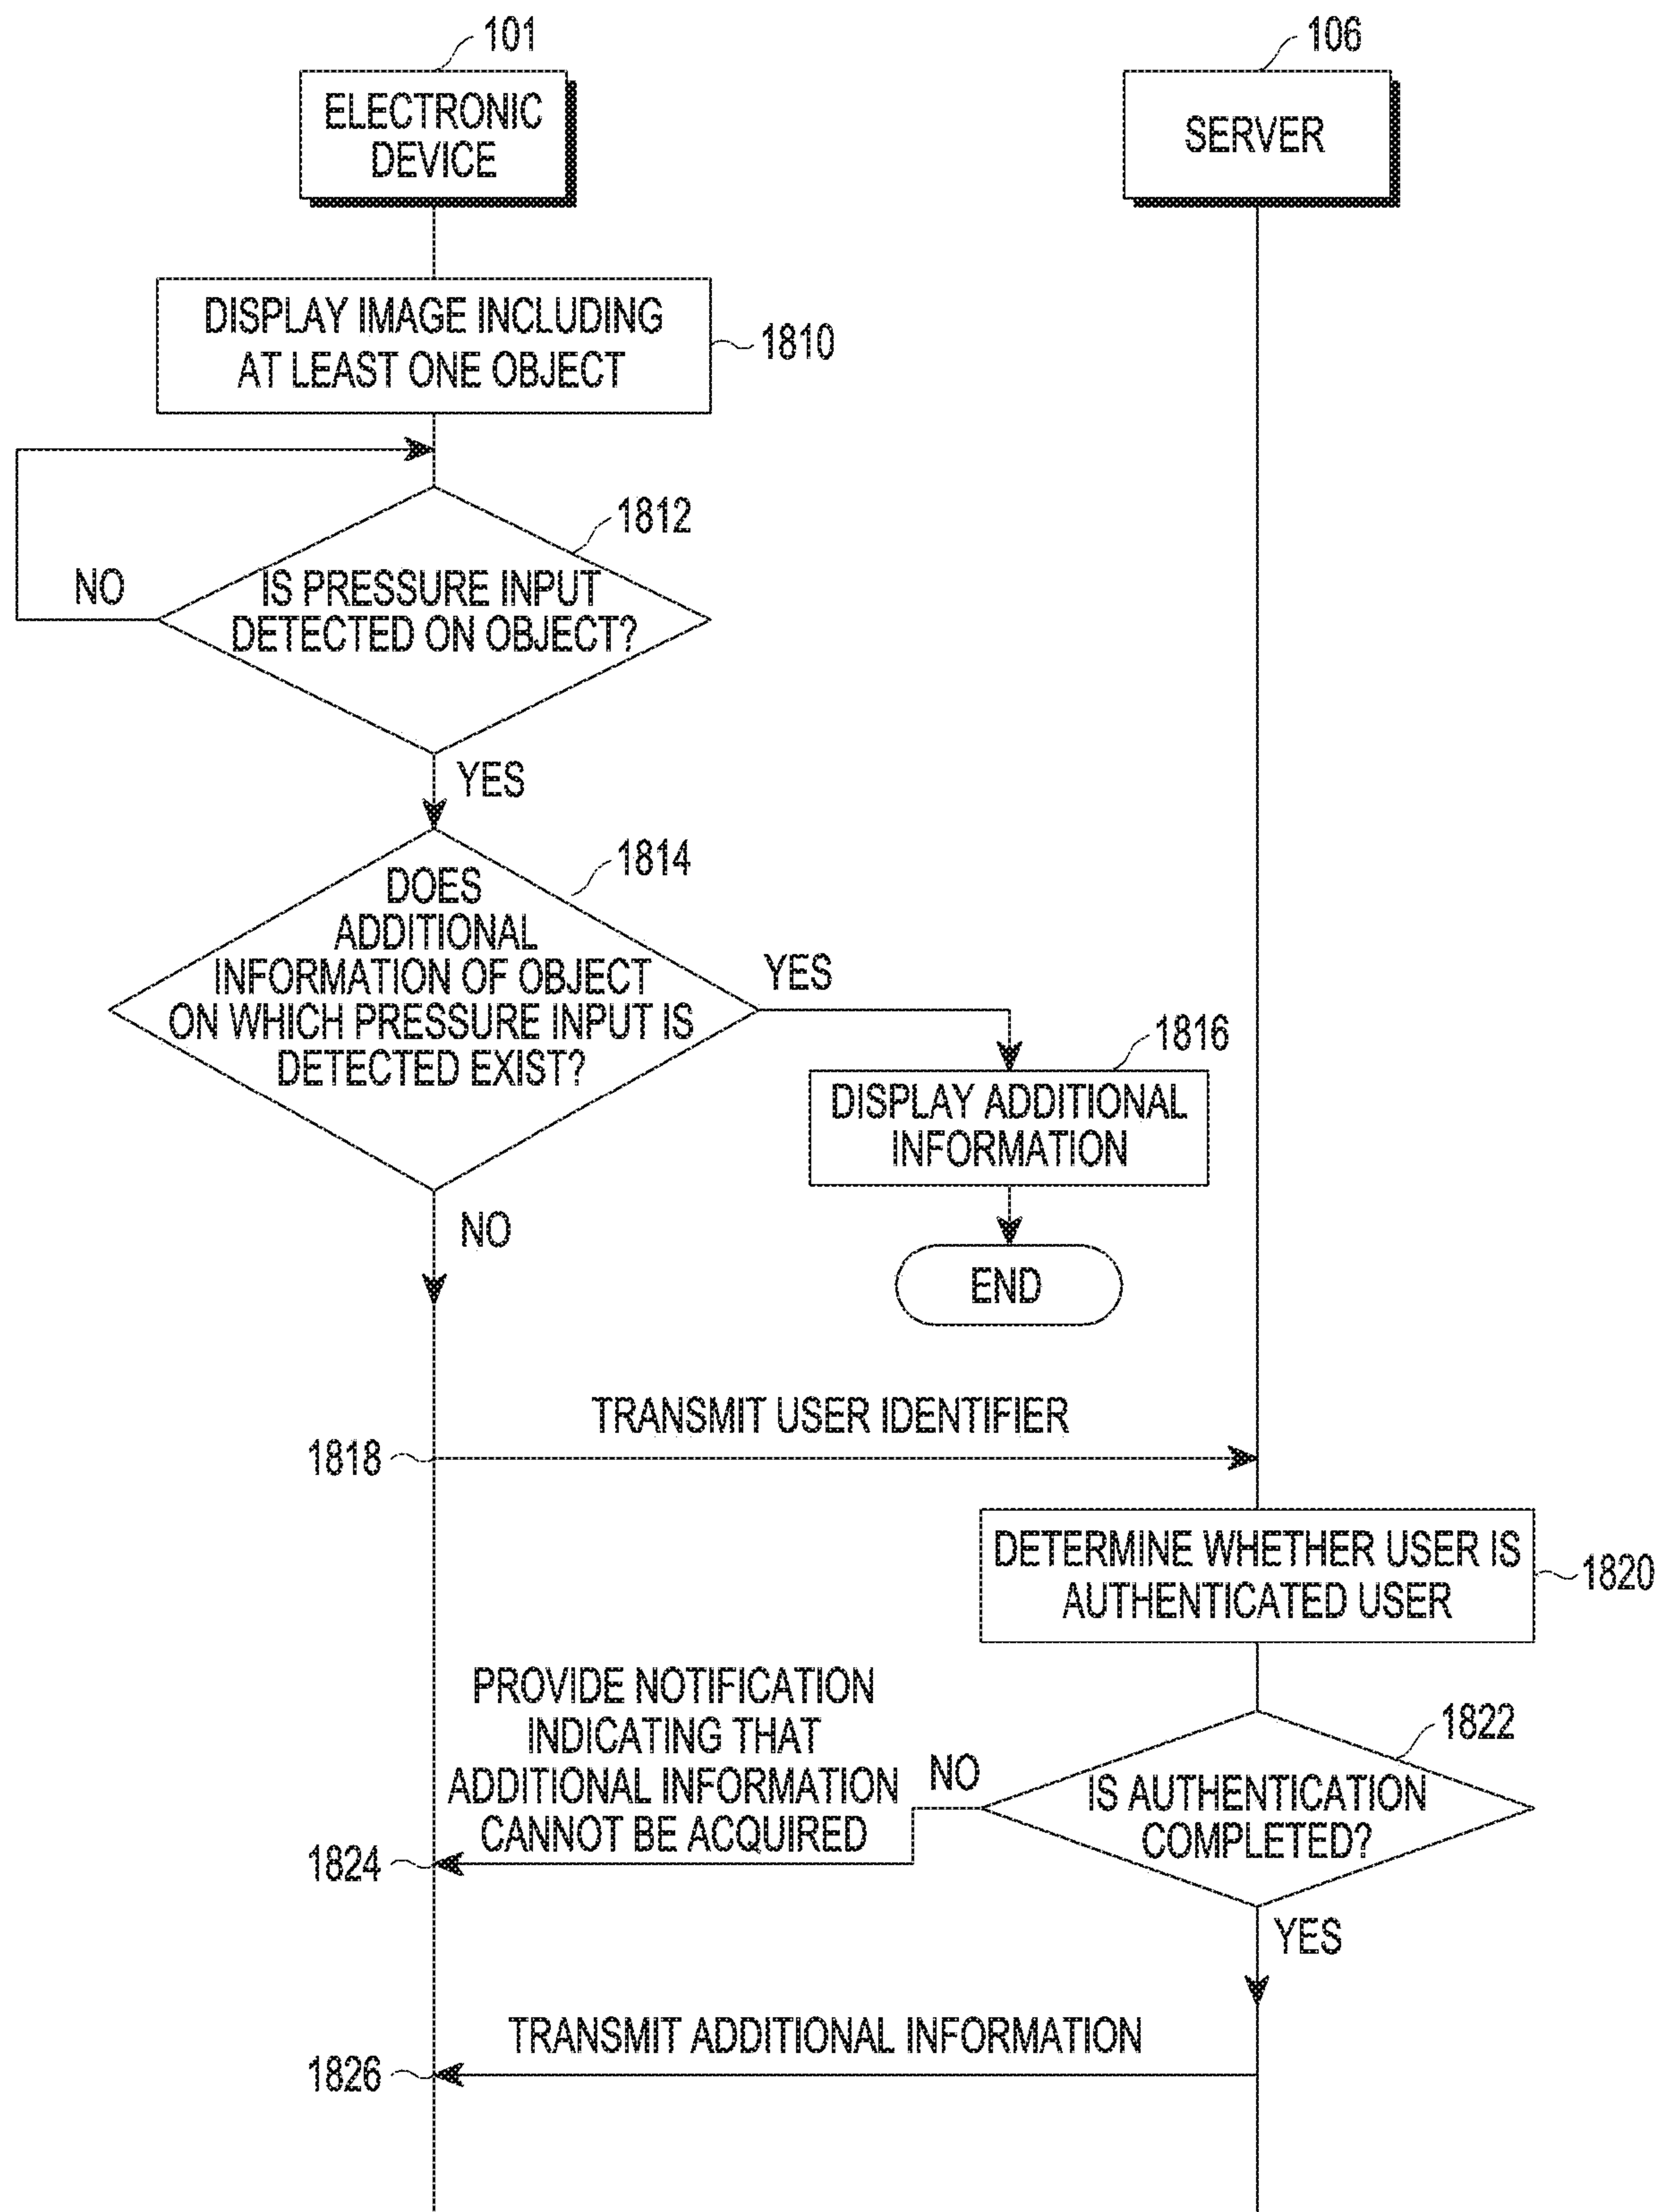 101
ELECTRONIC
DEVICE
106
SERVER
DISPLAY IMAGE INCLUDING
AT LEAST ONE OBJECT
1810
1812
IS PRESSURE INPUT
DETECTED ON OBJECT?
NO
YES
1814
DOES
ADDITIONAL
INFORMATION OF OBJECT
ON WHICH PRESSURE INPUT IS
DETECTED EXIST?
YES
1816
DISPLAY ADDITIONAL
INFORMATION
END
NO
TRANSMIT USER IDENTIFIER
1818
DETERMINE WHETHER USER IS
AUTHENTICATED USER
1820
1822
IS AUTHENTICATION
COMPLETED?
NO
PROVIDE NOTIFICATION
INDICATING THAT
ADDITIONAL INFORMATION
CANNOT BE ACQUIRED
1824
YES
TRANSMIT ADDITIONAL INFORMATION
1826